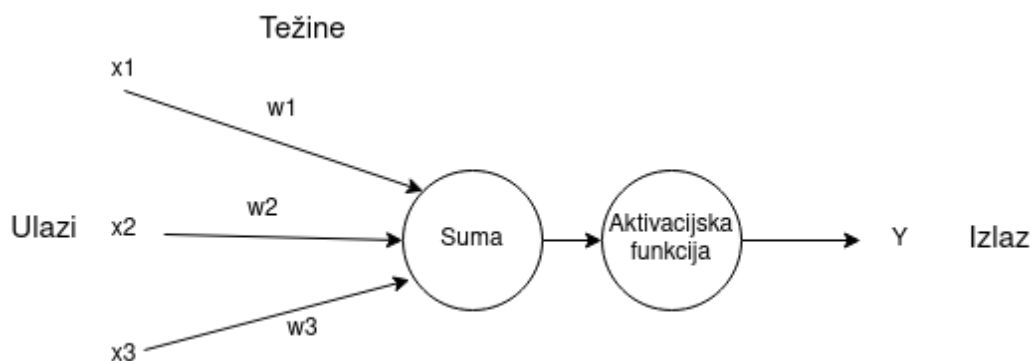 Težine
x1
w1
Ulazi
x2
w2
Suma
Aktivacijska
funkcija
Y
Izlaz
w3
x3